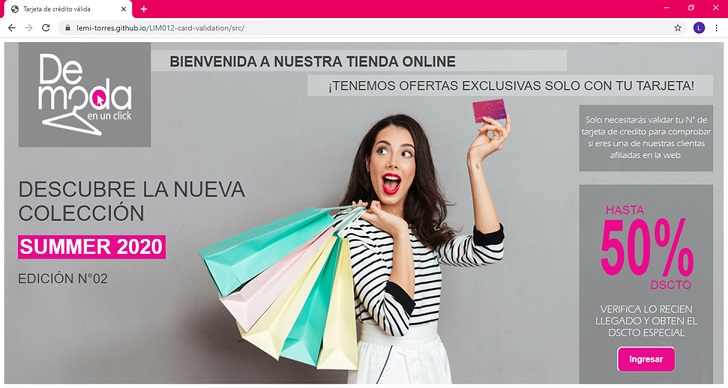 Tarjeta de crédito válida
lemi-torres.github.io/LIM012-card-validation/src/
L
De
moda
en un click
BIENVENIDA A NUESTRA TIENDA ONLINE
¡TENEMOS OFERTAS EXCLUSIVAS SOLO CON TU TARJETA!
Solo necesitarás validar tu N° de
tarjeta de credito para comprobar
si eres una de nuestras clientas
afiliadas en la web.
DESCUBRE LA NUEVA
COLECCIÓN
SUMMER 2020
EDICIÓN N°02
HASTA
50%
DSCTO
VERIFICA LO RECIEN
LLEGADO Y OBTEN EL
DSCTO ESPECIAL
Ingresar